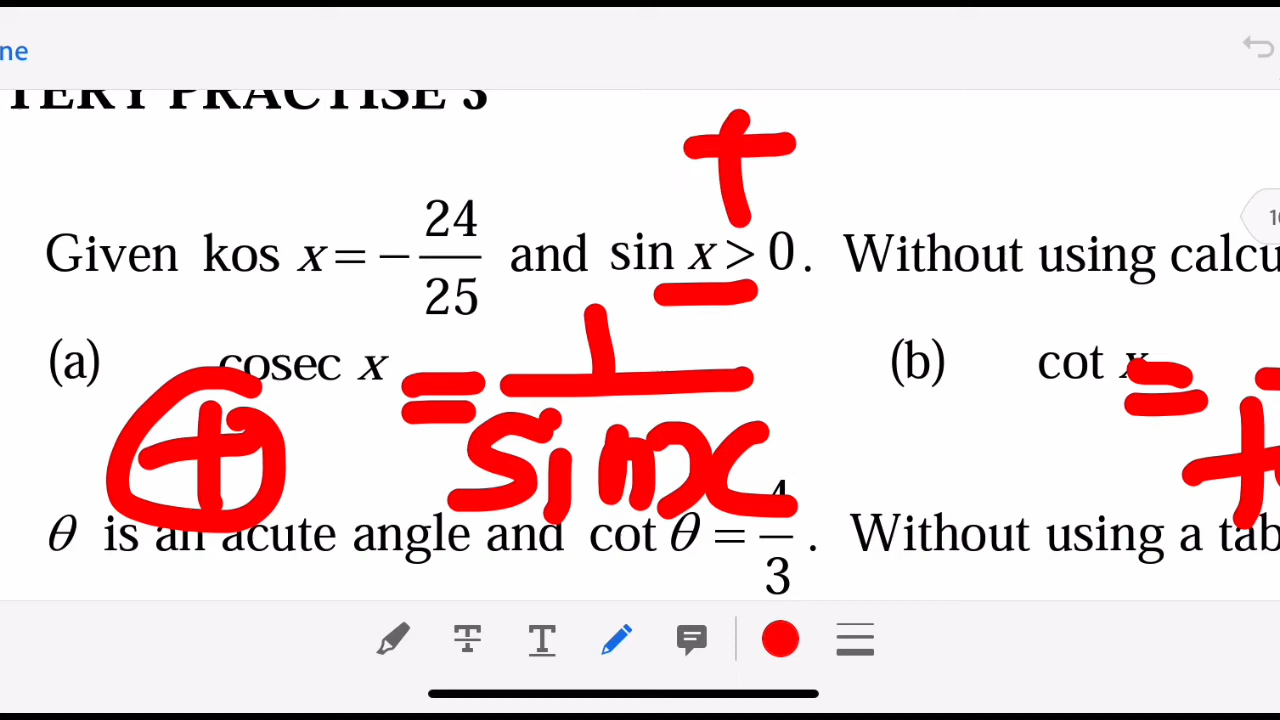 ne
TERY PRACTISE 3
Given kos x = − 24/25 and sin x > 0. Without using calcu
+
(a) cosec x = 1/sinx (b) cot x =
+
θ is an acute angle and cot θ = 4/3. Without using a tab